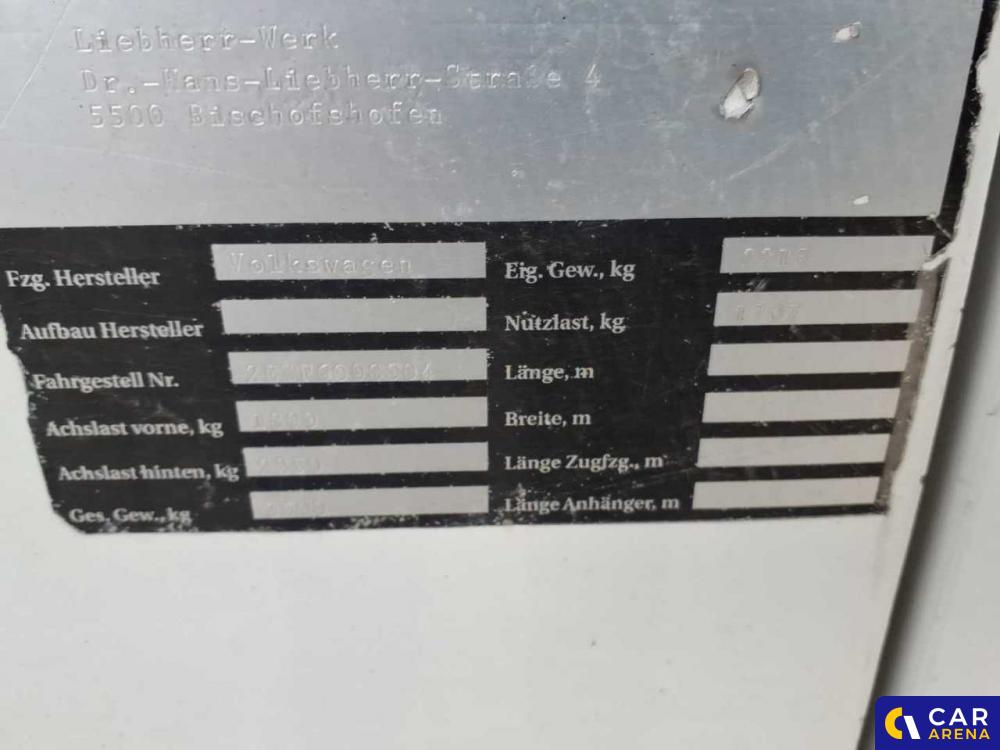 Liebherr-Werk
Dr.-Hans-Liebherr-Straße 4
5500 Bischofshofen
Fzg. Hersteller Volkswagen Eig. Gew., kg
Aufbau Hersteller Nutzlast, kg
Fahrgestell Nr. Länge, m
Achslast vorne, kg Breite, m
Achslast hinten, kg Länge Zugfzg., m
Ges. Gew., kg Länge Anhänger, m
CAR
ARENA